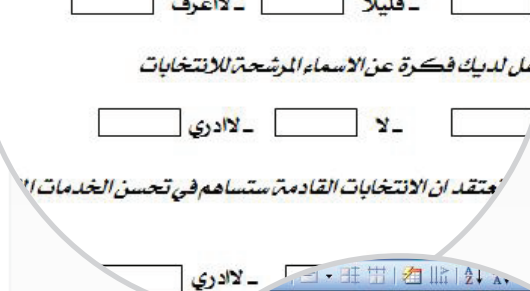 ـ قليلا ـ لااعرف
هل لديك فكرة عن الاسماء المرشحة للانتخابات
ـ لا ـ لاادري
تعتقد ان الانتخابات القادمة ستساهم في تحسن الخدمات
ـ لاادري